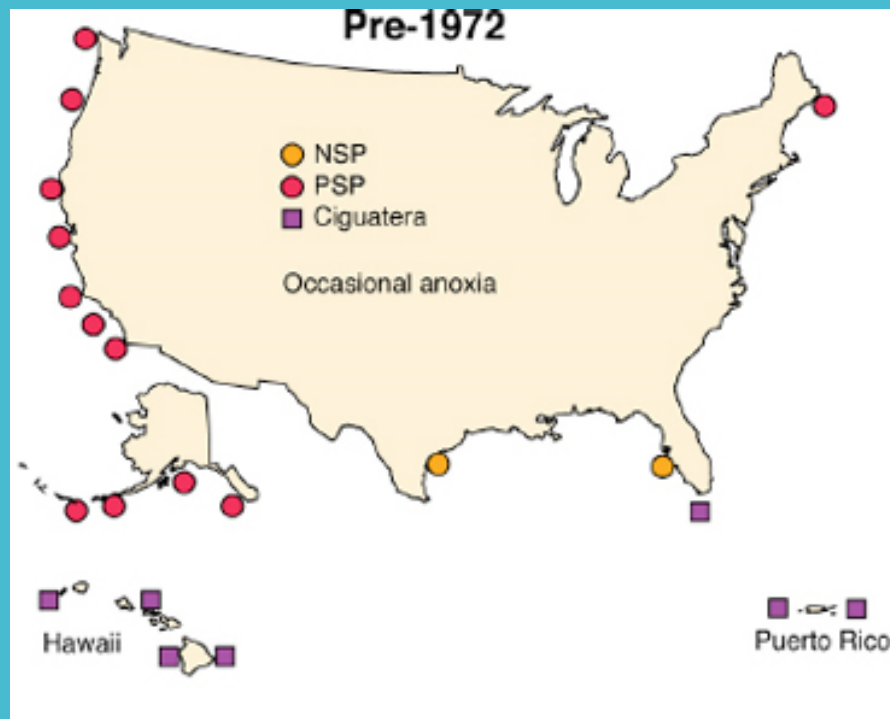 Pre-1972
NSP
PSP
Ciguatera
Occasional anoxia
Hawaii
Puerto Rico